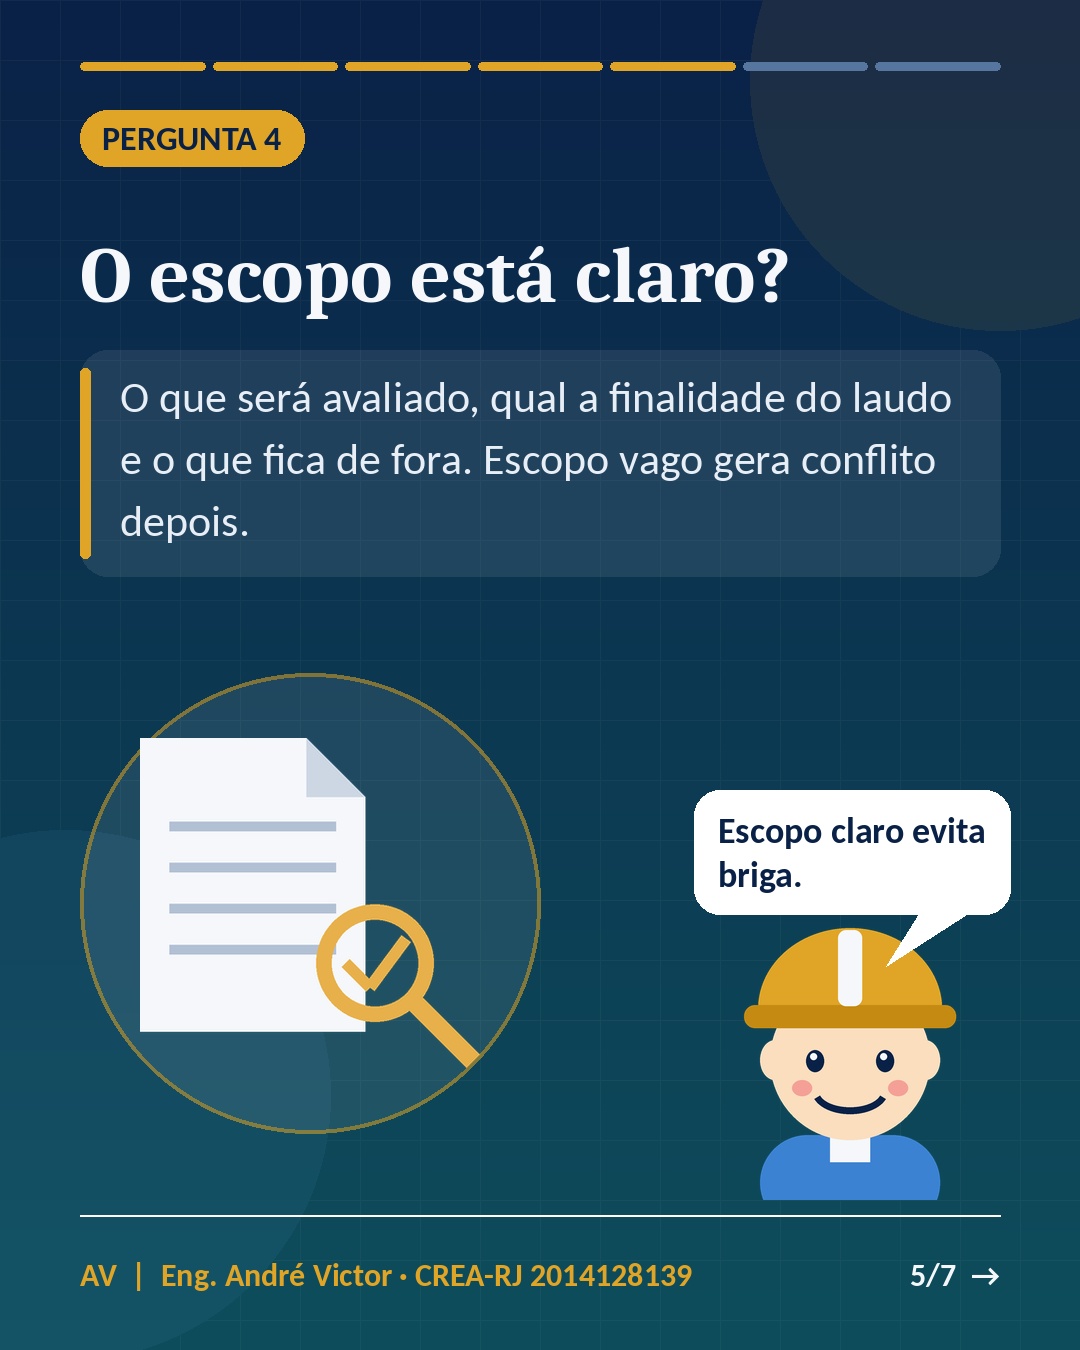 PERGUNTA 4
O escopo está claro?
O que será avaliado, qual a finalidade do laudo
e o que fica de fora. Escopo vago gera conflito
depois.
Escopo claro evita
briga.
AV | Eng. André Victor · CREA-RJ 2014128139
5/7 →